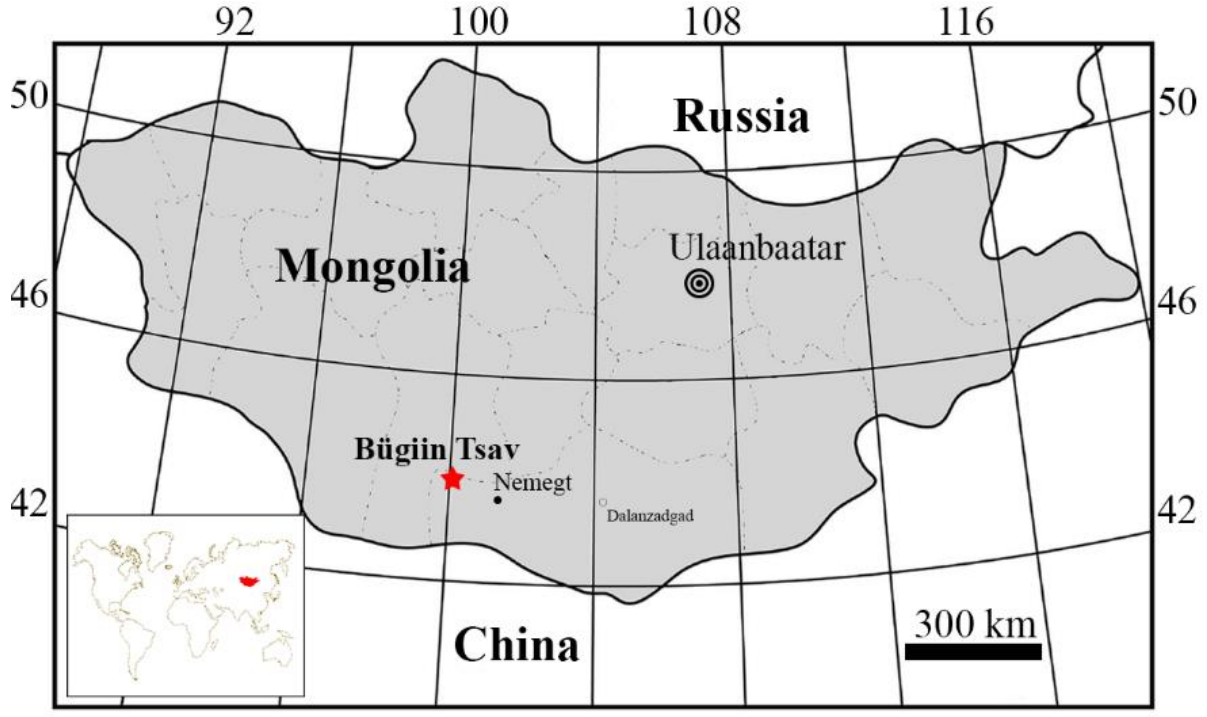 92 100 108 116
50 50
Russia
Ulaanbaatar
Mongolia
46 46
Bügiin Tsav
Nemegt
42 42
Dalanzadgad
300 km
China